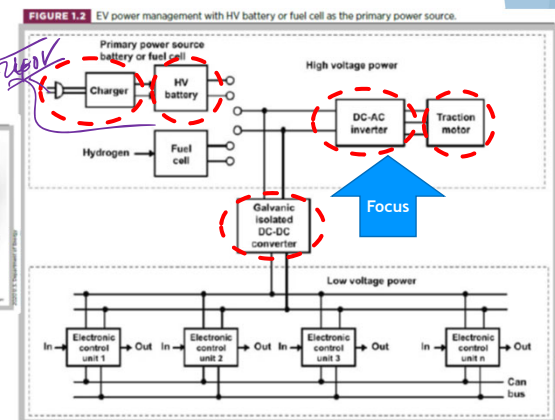 FIGURE 1.2 EV power management with HV battery or fuel cell as the primary power source.
Primary power source
battery or fuel cell
High voltage power
Charger
HV
battery
DC-AC
inverter
Traction
motor
Hydrogen
Fuel
cell
Focus
Galvanic
isolated
DC-DC
converter
Low voltage power
In
Electronic
control
unit 1
Out
In
Electronic
control
unit 2
Out
In
Electronic
control
unit 3
Out
In
Electronic
control
unit n
Out
Can
bus